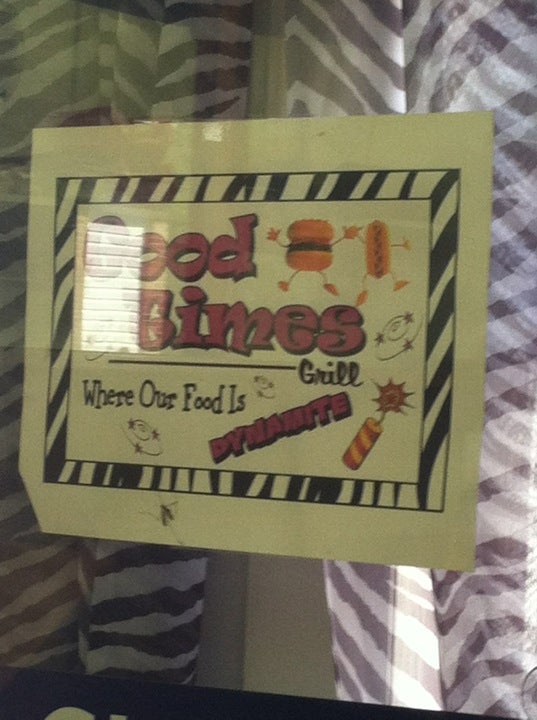 Good
Times
Grill
Where Our Food Is
DYNAMITE